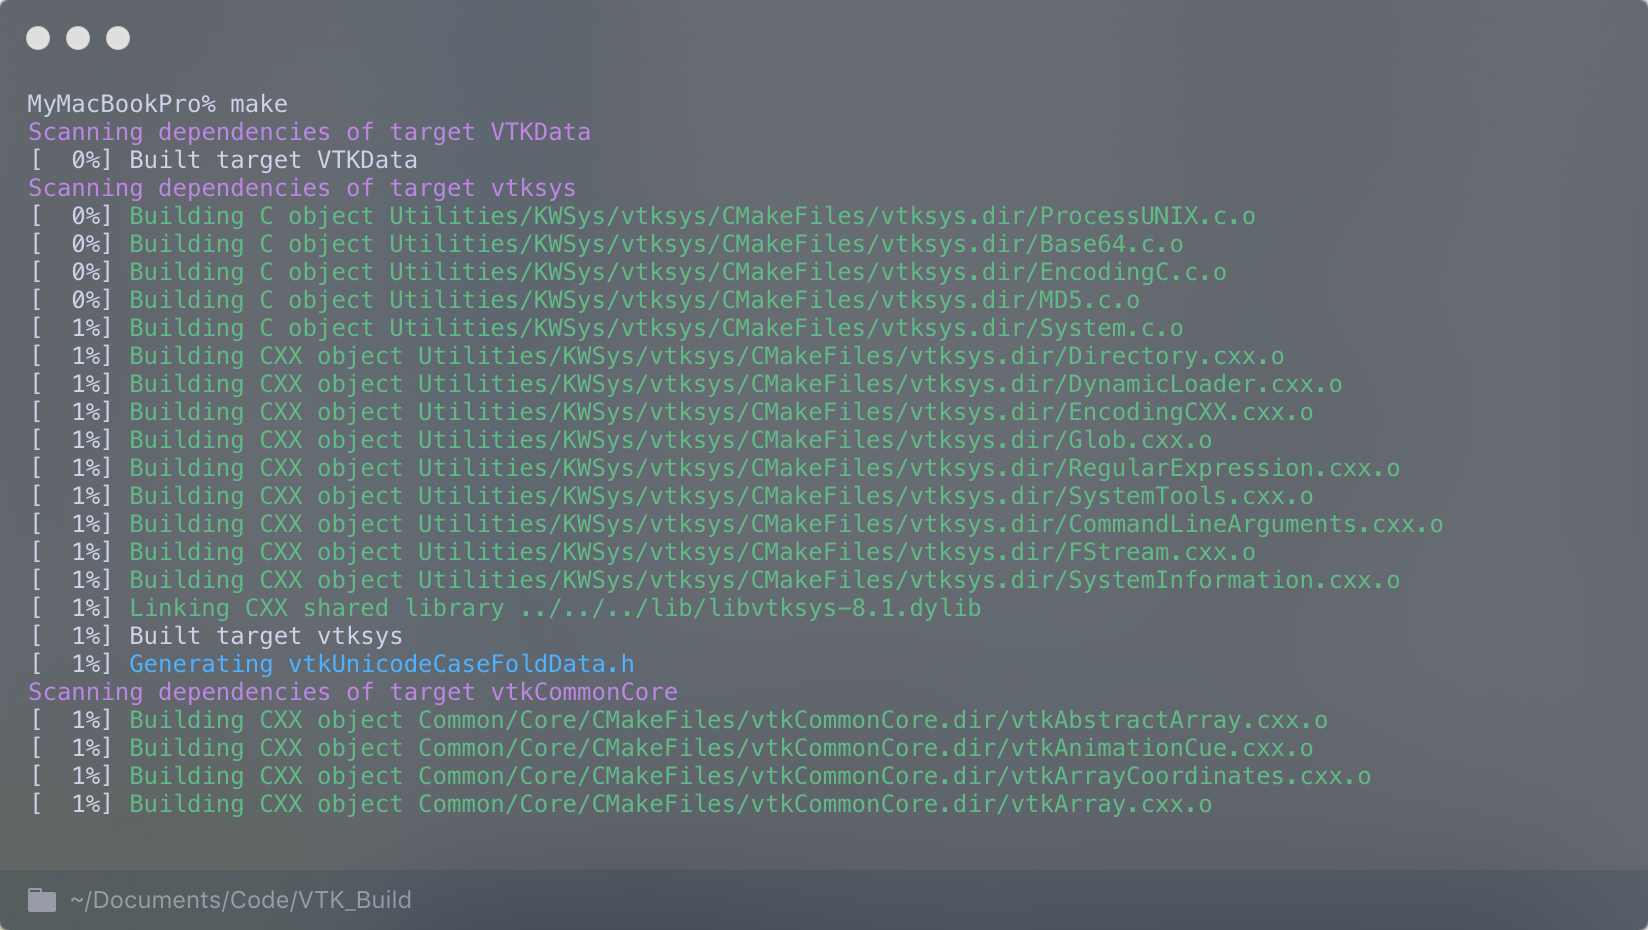 MyMacBookPro% make
Scanning dependencies of target VTKData
[  0%] Built target VTKData
Scanning dependencies of target vtksys
[  0%] Building C object Utilities/KWSys/vtksys/CMakeFiles/vtksys.dir/ProcessUNIX.c.o
[  0%] Building C object Utilities/KWSys/vtksys/CMakeFiles/vtksys.dir/Base64.c.o
[  0%] Building C object Utilities/KWSys/vtksys/CMakeFiles/vtksys.dir/EncodingC.c.o
[  0%] Building C object Utilities/KWSys/vtksys/CMakeFiles/vtksys.dir/MD5.c.o
[  1%] Building C object Utilities/KWSys/vtksys/CMakeFiles/vtksys.dir/System.c.o
[  1%] Building CXX object Utilities/KWSys/vtksys/CMakeFiles/vtksys.dir/Directory.cxx.o
[  1%] Building CXX object Utilities/KWSys/vtksys/CMakeFiles/vtksys.dir/DynamicLoader.cxx.o
[  1%] Building CXX object Utilities/KWSys/vtksys/CMakeFiles/vtksys.dir/EncodingCXX.cxx.o
[  1%] Building CXX object Utilities/KWSys/vtksys/CMakeFiles/vtksys.dir/Glob.cxx.o
[  1%] Building CXX object Utilities/KWSys/vtksys/CMakeFiles/vtksys.dir/RegularExpression.cxx.o
[  1%] Building CXX object Utilities/KWSys/vtksys/CMakeFiles/vtksys.dir/SystemTools.cxx.o
[  1%] Building CXX object Utilities/KWSys/vtksys/CMakeFiles/vtksys.dir/CommandLineArguments.cxx.o
[  1%] Building CXX object Utilities/KWSys/vtksys/CMakeFiles/vtksys.dir/FStream.cxx.o
[  1%] Building CXX object Utilities/KWSys/vtksys/CMakeFiles/vtksys.dir/SystemInformation.cxx.o
[  1%] Linking CXX shared library ../../../lib/libvtksys-8.1.dylib
[  1%] Built target vtksys
[  1%] Generating vtkUnicodeCaseFoldData.h
Scanning dependencies of target vtkCommonCore
[  1%] Building CXX object Common/Core/CMakeFiles/vtkCommonCore.dir/vtkAbstractArray.cxx.o
[  1%] Building CXX object Common/Core/CMakeFiles/vtkCommonCore.dir/vtkAnimationCue.cxx.o
[  1%] Building CXX object Common/Core/CMakeFiles/vtkCommonCore.dir/vtkArrayCoordinates.cxx.o
[  1%] Building CXX object Common/Core/CMakeFiles/vtkCommonCore.dir/vtkArray.cxx.o
~/Documents/Code/VTK_Build